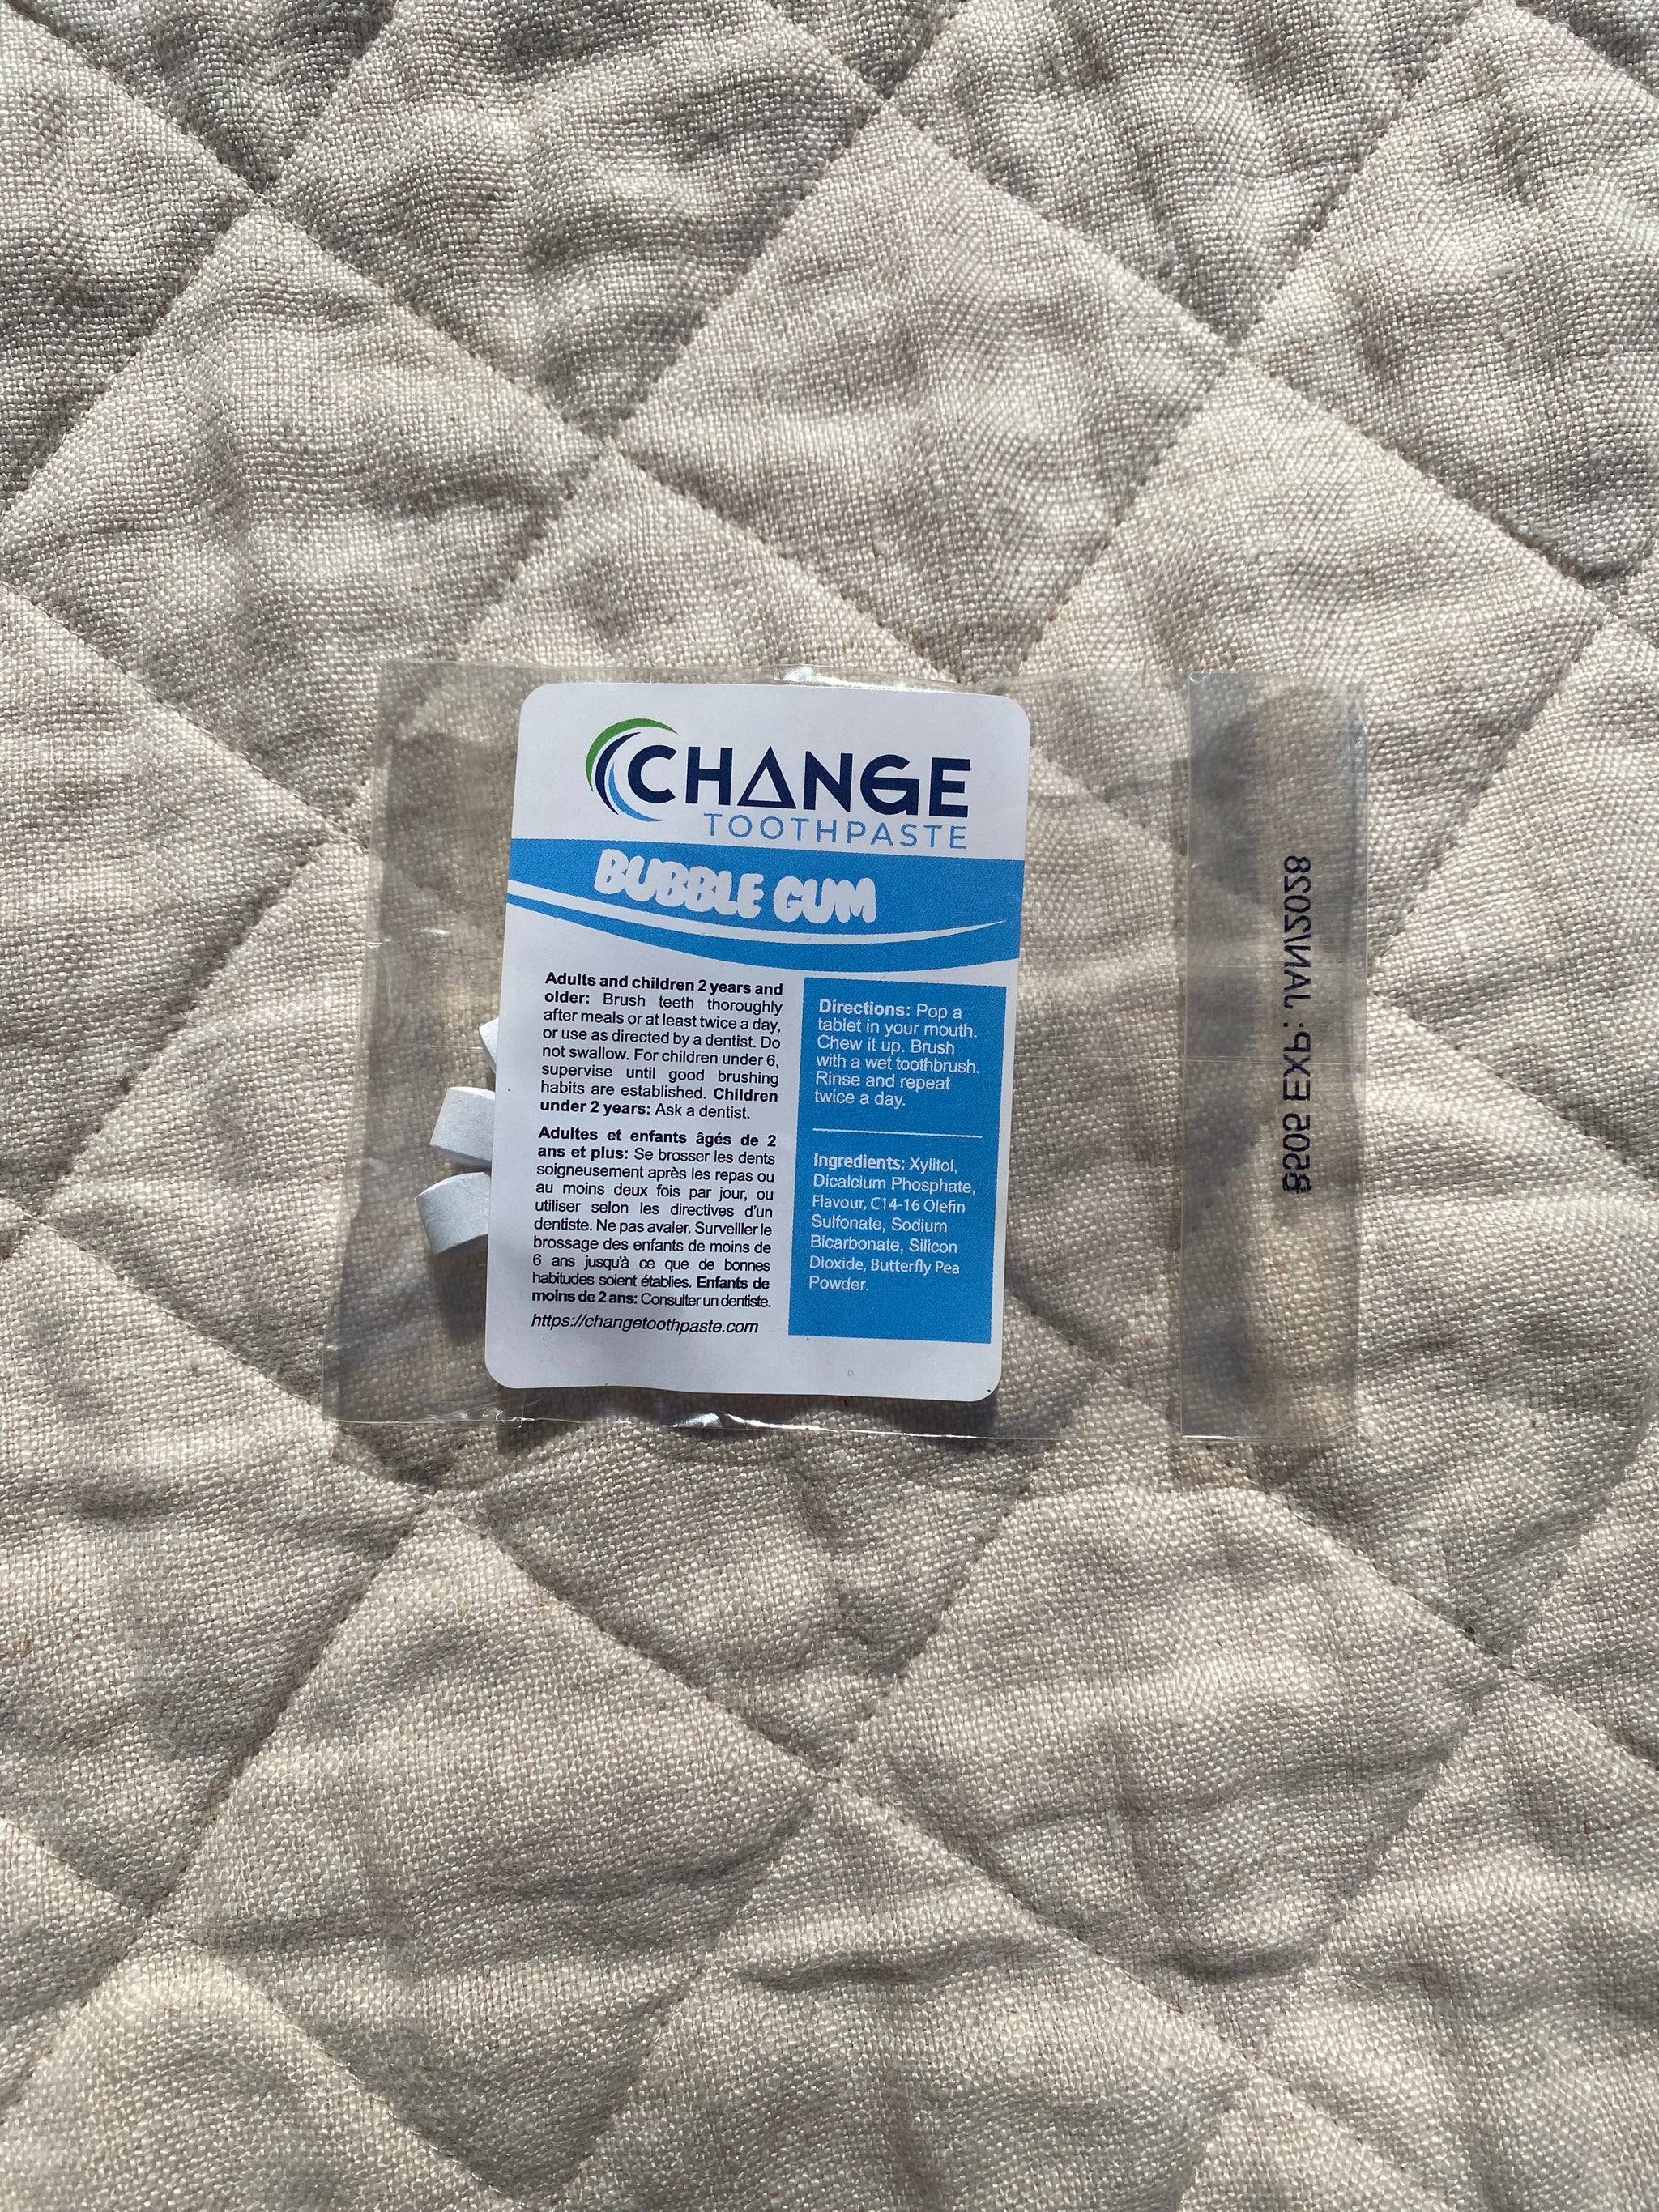 CHANGE
TOOTHPASTE
BUBBLE GUM
Adults and children 2 years and
older: Brush teeth thoroughly
after meals or at least twice a day,
or use as directed by a dentist. Do
not swallow. For children under 6,
supervise until good brushing
habits are established. Children
under 2 years: Ask a dentist.
Adultes et enfants âgés de 2
ans et plus: Se brosser les dents
soigneusement après les repas ou
au moins deux fois par jour, ou
utiliser selon les directives d'un
dentiste. Ne pas avaler. Surveiller le
brossage des enfants de moins de
6 ans jusqu'à ce que de bonnes
habitudes soient établies. Enfants de
moins de 2 ans: Consulter un dentiste.
https://changetoothpaste.com
Directions: Pop a
tablet in your mouth.
Chew it up. Brush
with a wet toothbrush.
Rinse and repeat
twice a day.
Ingredients: Xylitol,
Dicalcium Phosphate,
Flavour, C14-16 Olefin
Sulfonate, Sodium
Bicarbonate, Silicon
Dioxide, Butterfly Pea
Powder.
EXP: JAN/2028